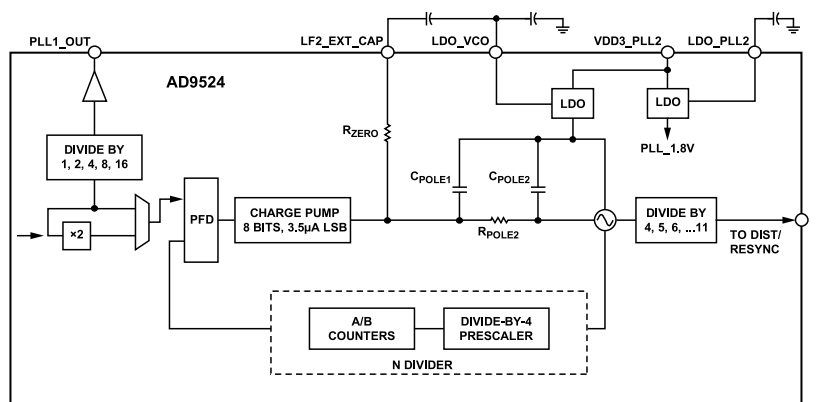 PLL1_OUT
LF2_EXT_CAP
LDO_VCO
VDD3_PLL2
LDO_PLL2
AD9524
LDO
LDO
PLL_1.8V
RZERO
DIVIDE BY
1, 2, 4, 8, 16
CPOLE1
CPOLE2
×2
PFD
CHARGE PUMP
8 BITS, 3.5µA LSB
RPOLE2
DIVIDE BY
4, 5, 6, ...11
TO DIST/
RESYNC
A/B
COUNTERS
DIVIDE-BY-4
PRESCALER
N DIVIDER